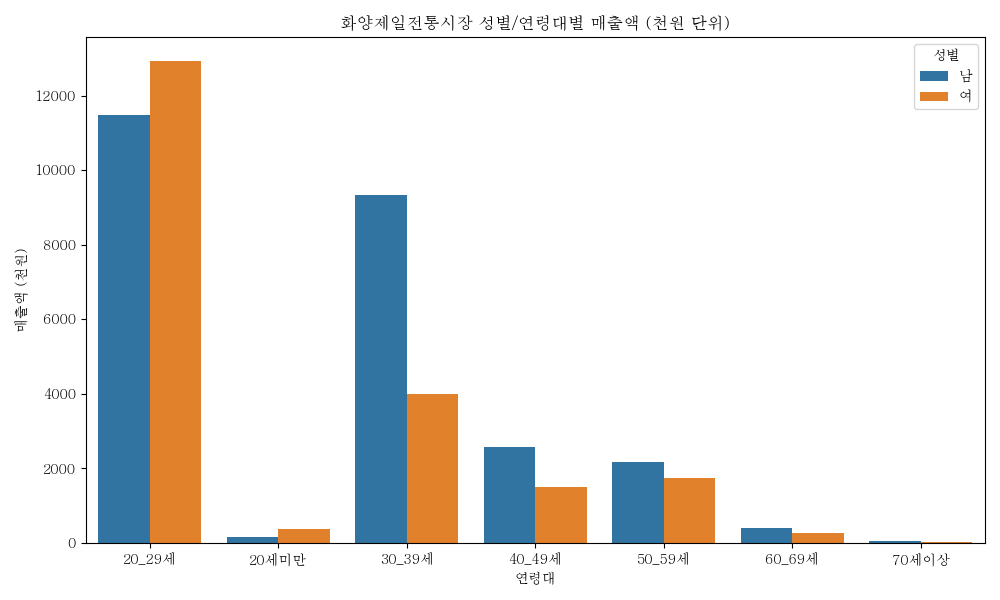 화양제일전통시장 성별/연령대별 매출액 (천원 단위)
성별
남
여
매출액 (천원)
12000
10000
8000
6000
4000
2000
0
20_29세
20세미만
30_39세
40_49세
50_59세
60_69세
70세이상
연령대